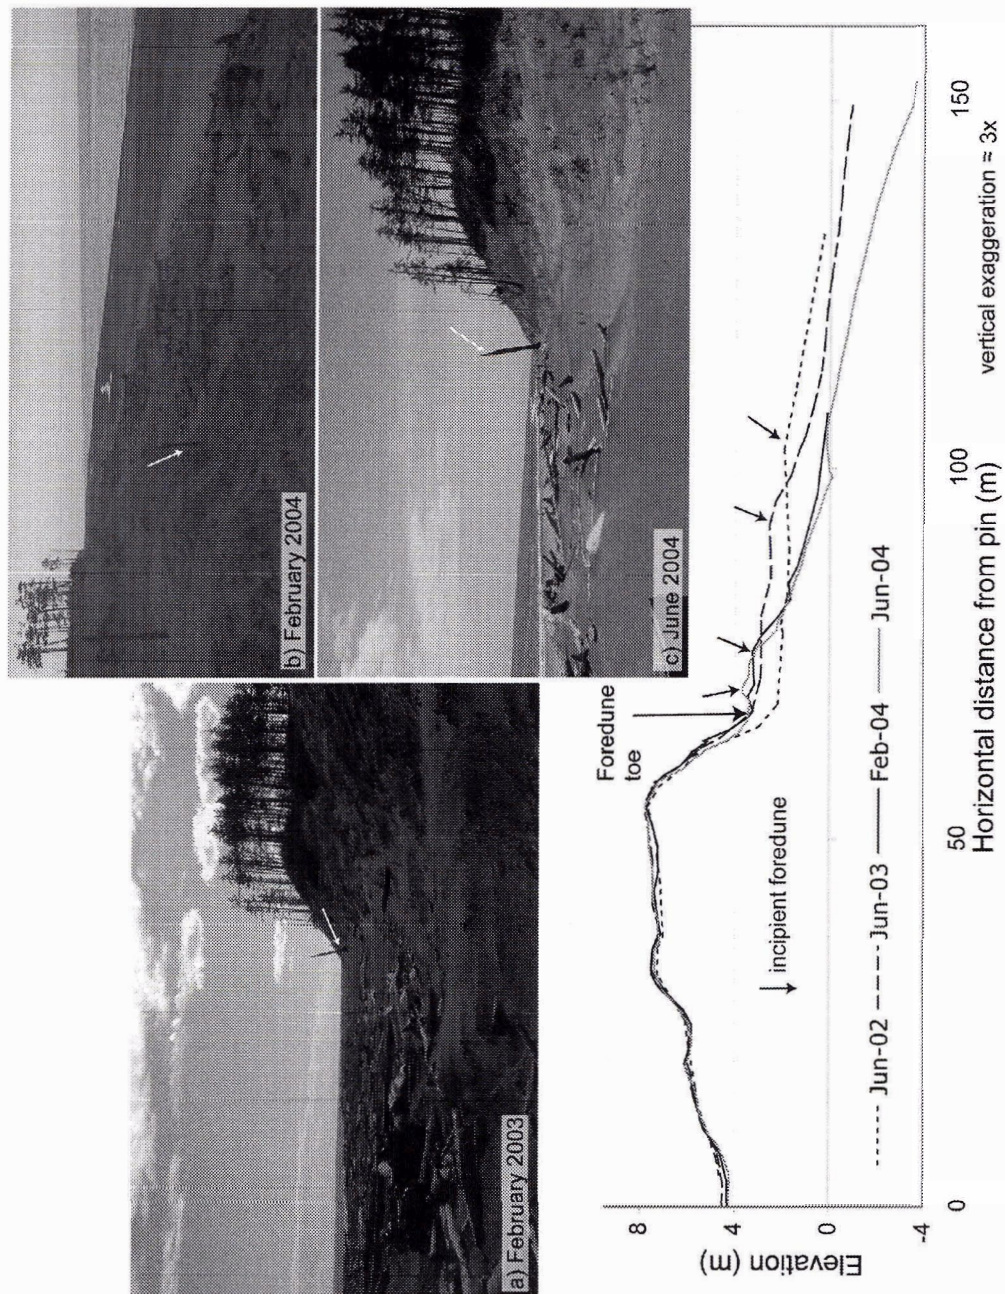 a) February 2003
b) February 2004
c) June 2004
Foredune
toe
incipient foredune
Jun-02
Jun-03
Feb-04
Jun-04
Elevation (m)
8
4
0
-4
0
50
100
150
Horizontal distance from pin (m)
vertical exaggeration ≈ 3x